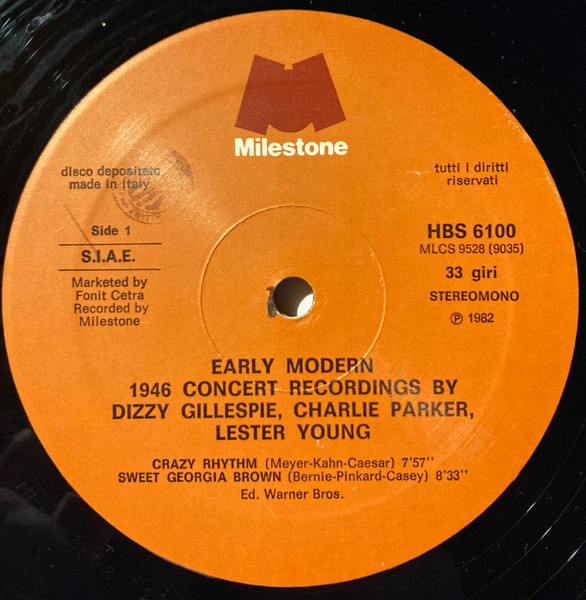 Milestone
disco depositato
made in Italy
tutti i diritti
riservati
Side 1
S.I.A.E.
Marketed by
Fonit Cetra
Recorded by
Milestone
HBS 6100
MLCS 9528 (9035)
33 giri
STEREOMONO
℗ 1982
EARLY MODERN
1946 CONCERT RECORDINGS BY
DIZZY GILLESPIE, CHARLIE PARKER,
LESTER YOUNG
CRAZY RHYTHM (Meyer-Kahn-Caesar) 7'57''
SWEET GEORGIA BROWN (Bernie-Pinkard-Casey) 8'33''
Ed. Warner Bros.